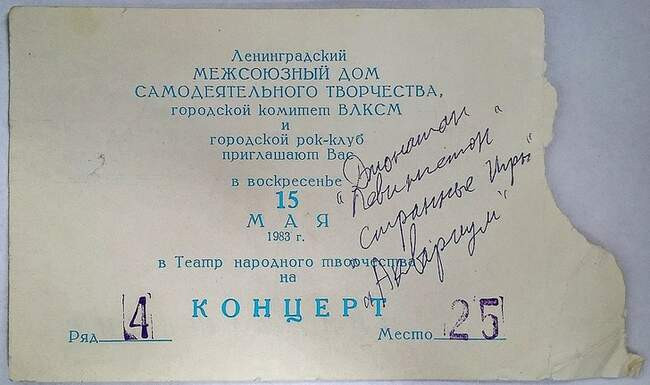 Ленинградский
МЕЖСОЮЗНЫЙ ДОМ
САМОДЕЯТЕЛЬНОГО ТВОРЧЕСТВА,
городской комитет ВЛКСМ
и
городской рок-клуб
приглашают Вас
в воскресенье
15
МАЯ
1983 г.
в Театр народного творчества
на
КОНЦЕРТ
Ряд 4 Место 25
"Джонатан
Ливингстон"
"Странные Игры"
"Аквариум"